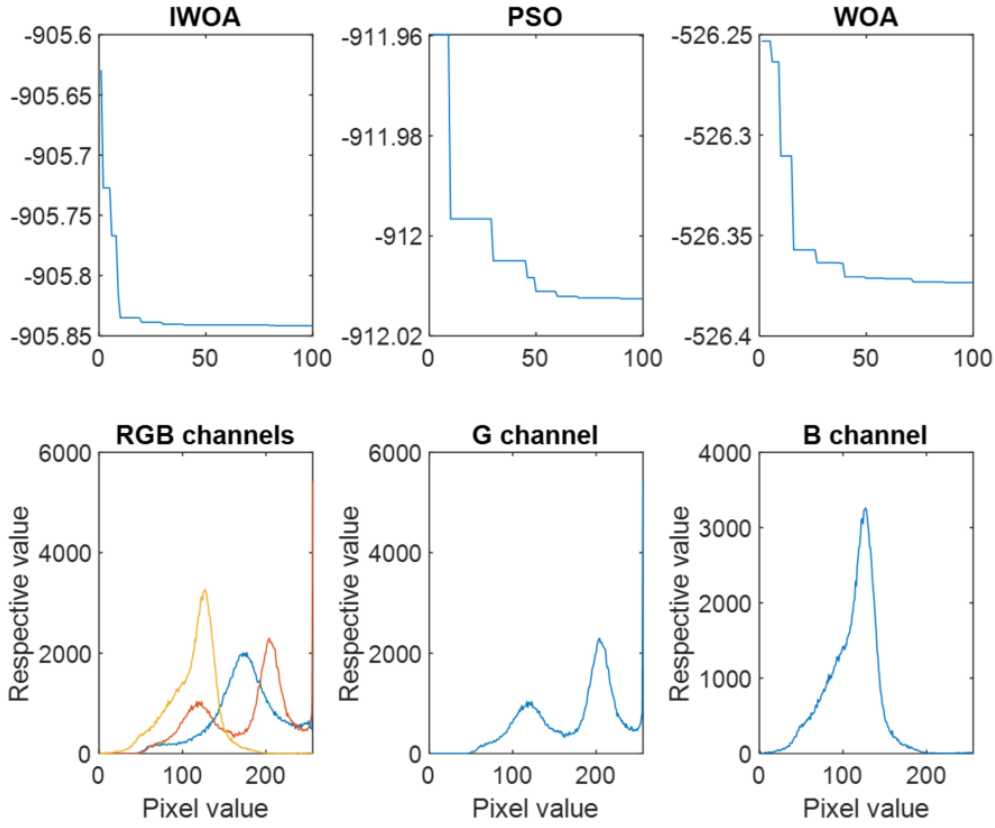 IWOA
-905.6
-905.65
-905.7
-905.75
-905.8
-905.85
0 50 100
PSO
-911.96
-911.98
-912
-912.02
0 50 100
WOA
-526.25
-526.3
-526.35
-526.4
0 50 100
RGB channels
Respective value
6000
4000
2000
0
0 100 200
Pixel value
G channel
Respective value
6000
4000
2000
0
0 100 200
Pixel value
B channel
Respective value
4000
3000
2000
1000
0
0 100 200
Pixel value